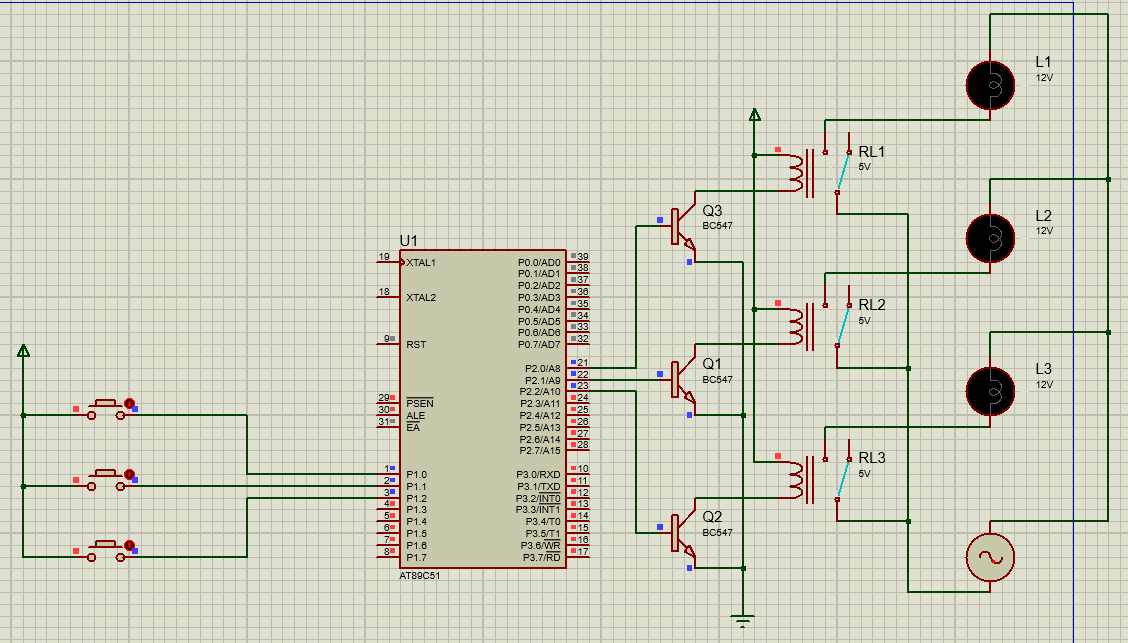 L1
12V
RL1
5V
Q3
BC547
L2
12V
U1
19 XTAL1
18 XTAL2
9 RST
29 PSEN
30 ALE
31 EA
1 P1.0
2 P1.1
3 P1.2
4 P1.3
5 P1.4
6 P1.5
7 P1.6
8 P1.7
P0.0/AD0 39
P0.1/AD1 38
P0.2/AD2 37
P0.3/AD3 36
P0.4/AD4 35
P0.5/AD5 34
P0.6/AD6 33
P0.7/AD7 32
P2.0/A8 21
P2.1/A9 22
P2.2/A10 23
P2.3/A11 24
P2.4/A12 25
P2.5/A13 26
P2.6/A14 27
P2.7/A15 28
P3.0/RXD 10
P3.1/TXD 11
P3.2/INT0 12
P3.3/INT1 13
P3.4/T0 14
P3.5/T1 15
P3.6/WR 16
P3.7/RD 17
AT89C51
RL2
5V
Q1
BC547
L3
12V
RL3
5V
Q2
BC547